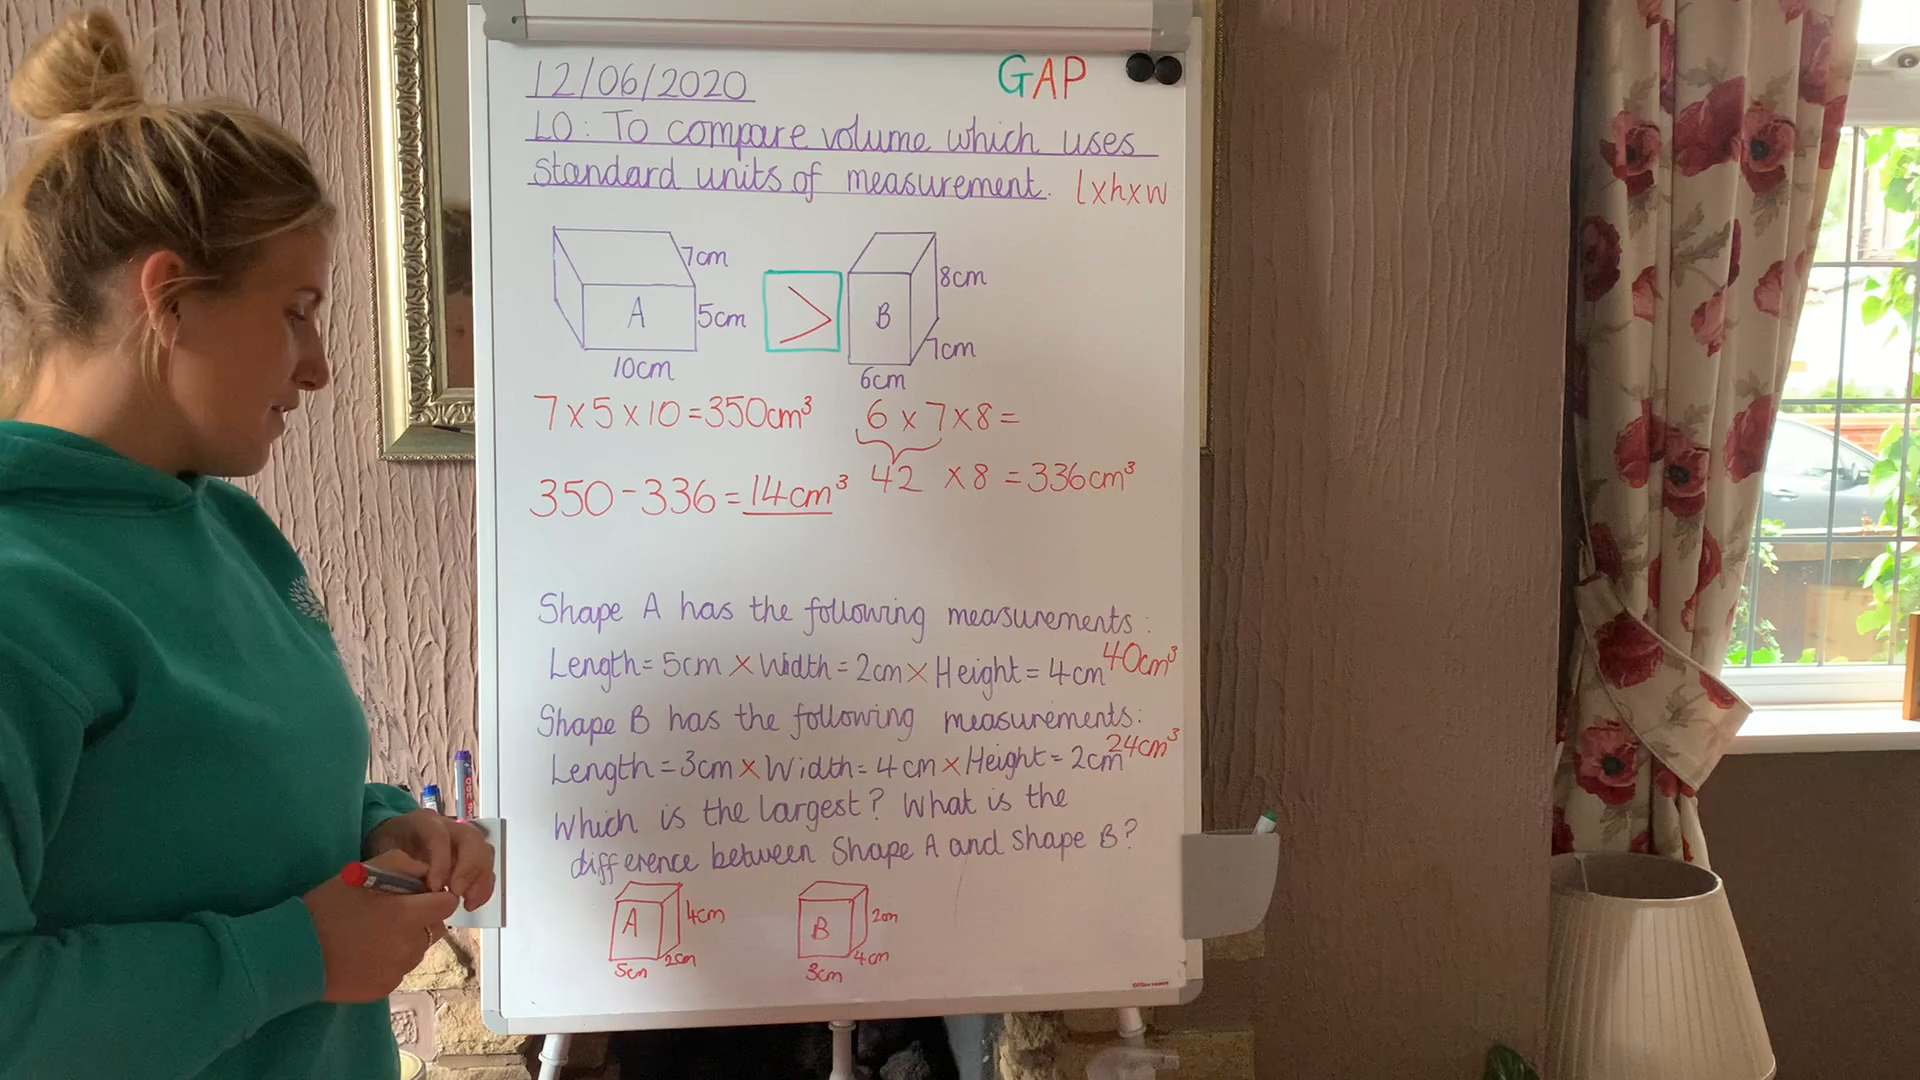 12/06/2020
GAP
LO: To compare volume which uses
standard units of measurement. l x h x w
7cm
8cm
A
5cm
>
B
7cm
10cm
6cm
7 x 5 x 10 = 350cm³
6 x 7 x 8 =
42 x 8 = 336cm³
350 - 336 = 14cm³
Shape A has the following measurements:
Length = 5cm x Width = 2cm x Height = 4cm 40cm³
Shape B has the following measurements:
Length = 3cm x Width = 4cm x Height = 2cm 24cm³
Which is the largest? What is the
difference between Shape A and Shape B?
A
4cm
B
2cm
5cm
2cm
3cm
4cm